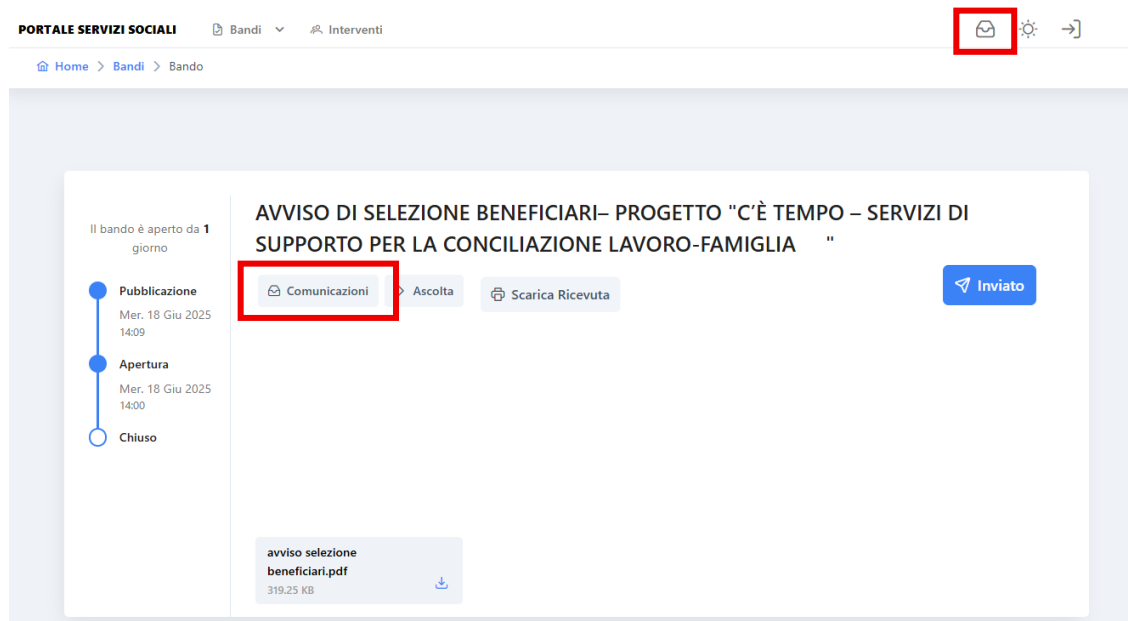 PORTALE SERVIZI SOCIALI Bandi Interventi
Home > Bandi > Bando
Il bando è aperto da 1
giorno
Pubblicazione
Mer. 18 Giu 2025
14:09
Apertura
Mer. 18 Giu 2025
14:00
Chiuso
AVVISO DI SELEZIONE BENEFICIARI– PROGETTO "C’È TEMPO – SERVIZI DI
SUPPORTO PER LA CONCILIAZIONE LAVORO-FAMIGLIA "
Comunicazioni Ascolta Scarica Ricevuta
Inviato
avviso selezione
beneficiari.pdf
319.25 KB